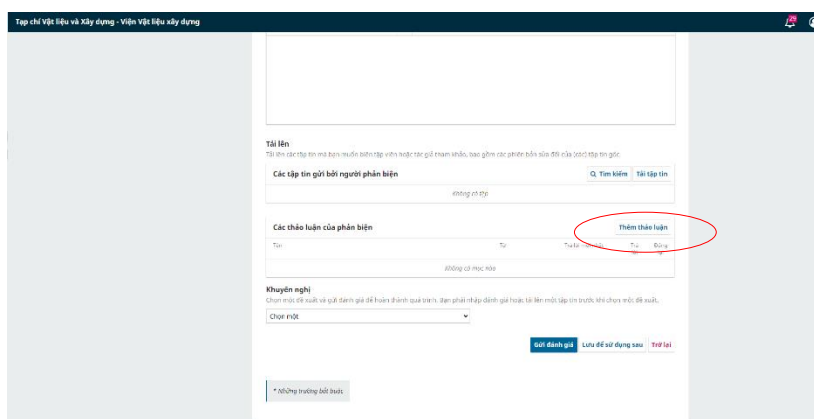 Tạp chí Vật liệu và Xây dựng - Viện Vật liệu xây dựng
29
Tải lên
Tải lên các tập tin mà bạn muốn biên tập viên hoặc tác giả tham khảo, bao gồm các phiên bản sửa đổi của (các) tập tin gốc.
Các tập tin gửi bởi người phản biện
Tìm kiếm Tải tập tin
Không có tệp
Các thảo luận của phản biện
Thêm thảo luận
Tên Từ
Không có mục nào
Khuyến nghị
Chọn một đề xuất và gửi đánh giá để hoàn thành quá trình. Bạn phải nhập đánh giá hoặc tải lên một tập tin trước khi chọn một đề xuất.
Chọn một
Gửi đánh giá Lưu để sử dụng sau Trở lại
* Những trường bắt buộc